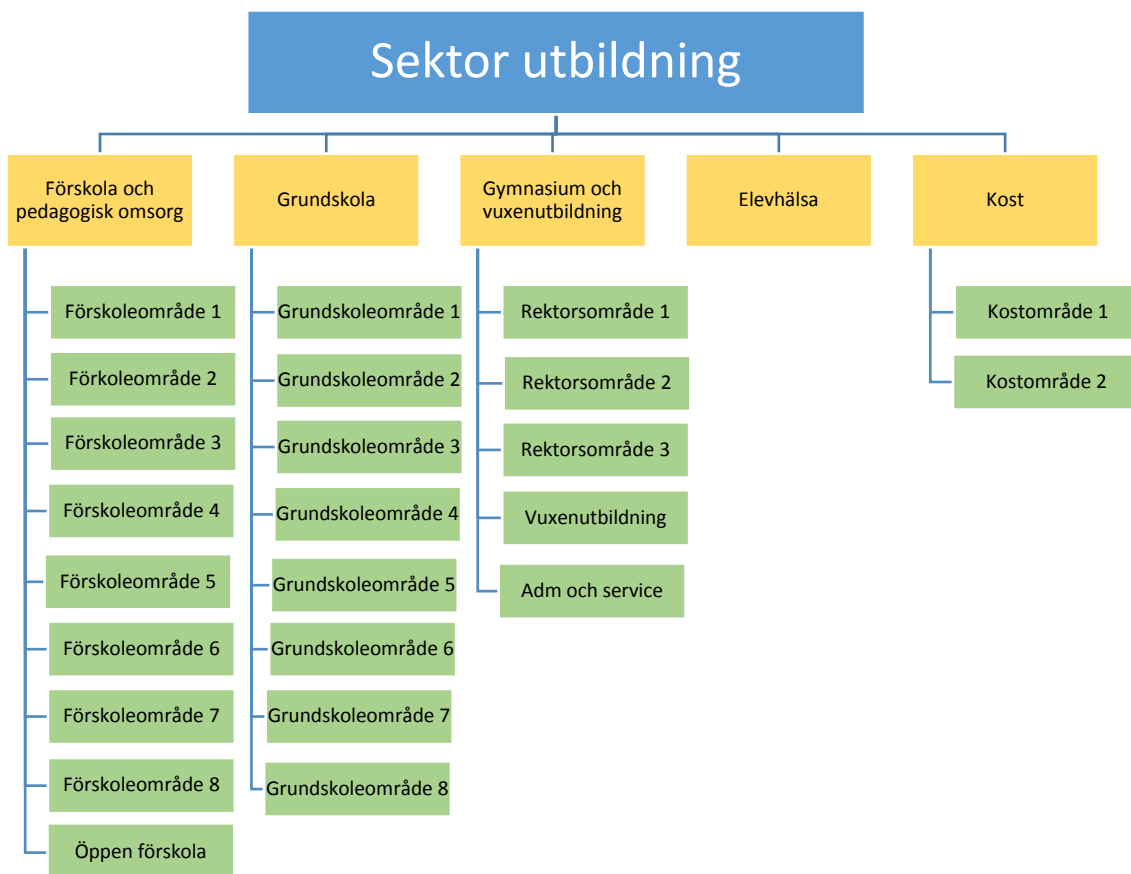 Sektor utbildning
Förskola och
pedagogisk omsorg
Grundskola
Gymnasium och
vuxenutbildning
Elevhälsa
Kost
Förskoleområde 1
Förkoleområde 2
Förskoleområde 3
Förskoleområde 4
Förskoleområde 5
Förskoleområde 6
Förskoleområde 7
Förskoleområde 8
Öppen förskola
Grundskoleområde 1
Grundskoleområde 2
Grundskoleområde 3
Grundskoleområde 4
Grundskoleområde 5
Grundskoleområde 6
Grundskoleområde 7
Grundskoleområde 8
Rektorsområde 1
Rektorsområde 2
Rektorsområde 3
Vuxenutbildning
Adm och service
Kostområde 1
Kostområde 2